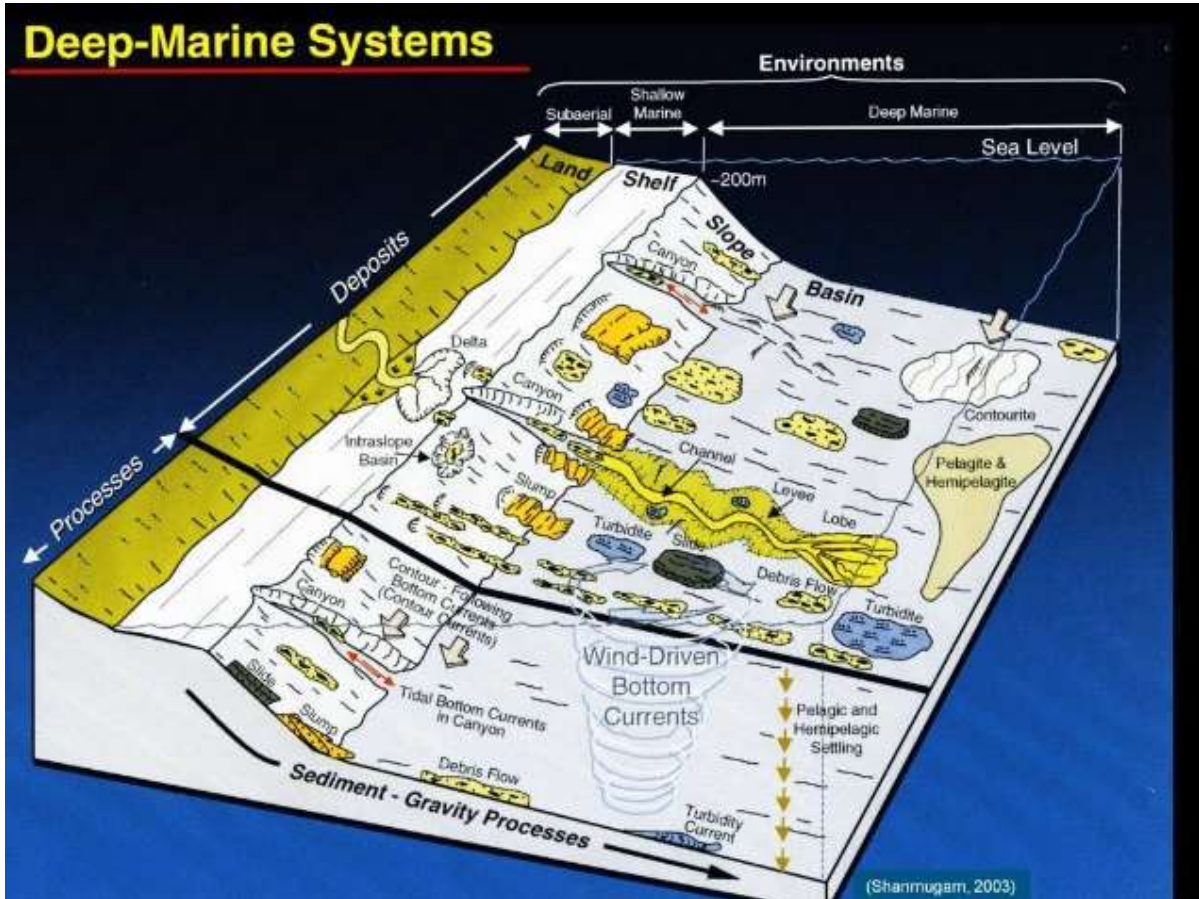 Deep-Marine Systems
Environments
Subaerial
Shallow
Marine
Deep Marine
Sea Level
Land
Shelf
~200m
Slope
Canyon
Basin
Deposits
Delta
Canyon
Contourite
Intraslope
Basin
Channel
Pelagite &
Hemipelagite
Processes
Slump
Levee
Lobe
Turbidite
Slide
Debris Flow
Turbidite
Contour - Following
Bottom Currents
(Contour Currents)
Canyon
Wind-Driven
Bottom
Currents
Slide
Tidal Bottom Currents
in Canyon
Pelagic and
Hemipelagic
Settling
Slump
Debris Flow
Sediment - Gravity Processes
Turbidity
Current
(Shanmugam, 2003)